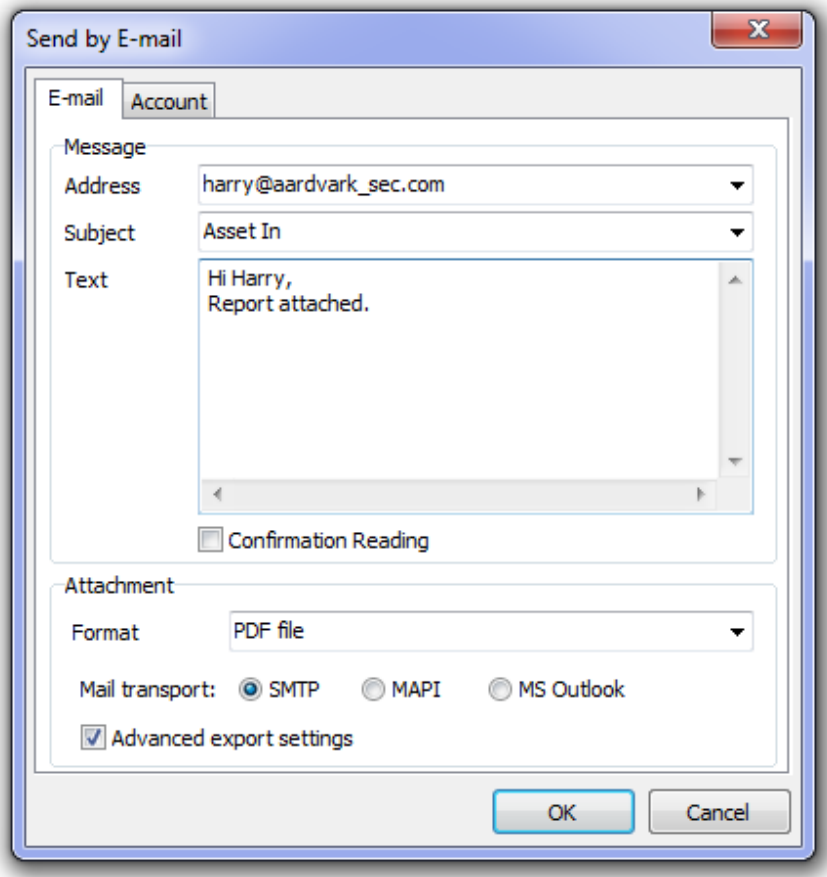 Send by E-mail
E-mail
Account
Message
Address
harry@aardvark_sec.com
Subject
Asset In
Text
Hi Harry,
Report attached.
Confirmation Reading
Attachment
Format
PDF file
Mail transport: SMTP MAPI MS Outlook
Advanced export settings
OK
Cancel